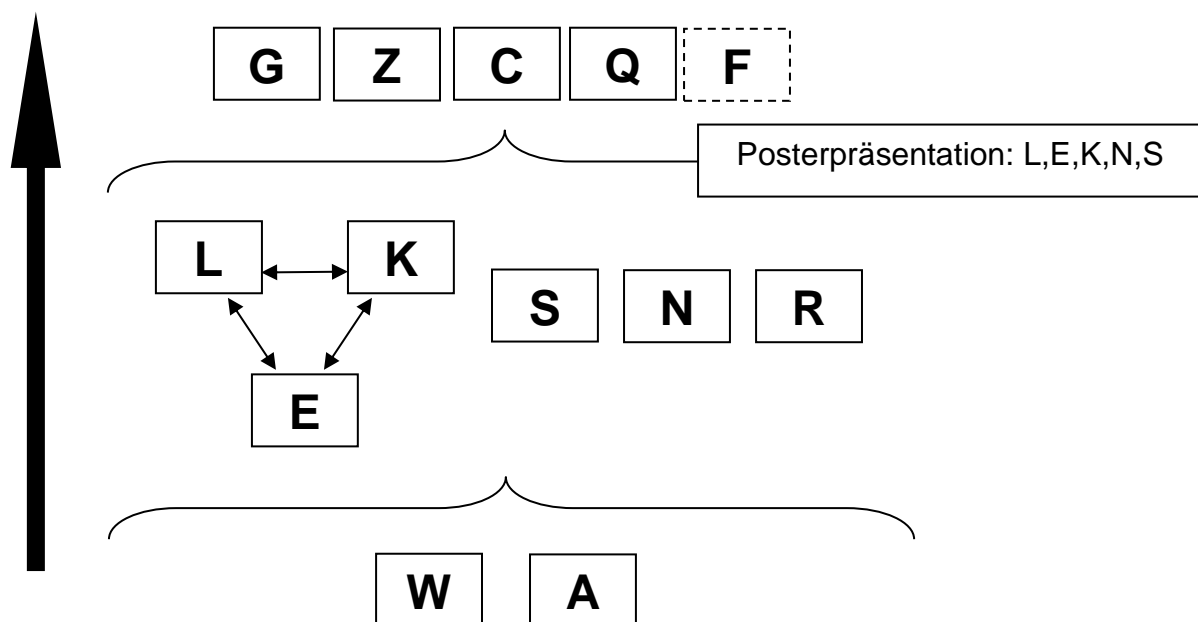 G Z C Q F
Posterpräsentation: L,E,K,N,S
L K
S N R
E
W A